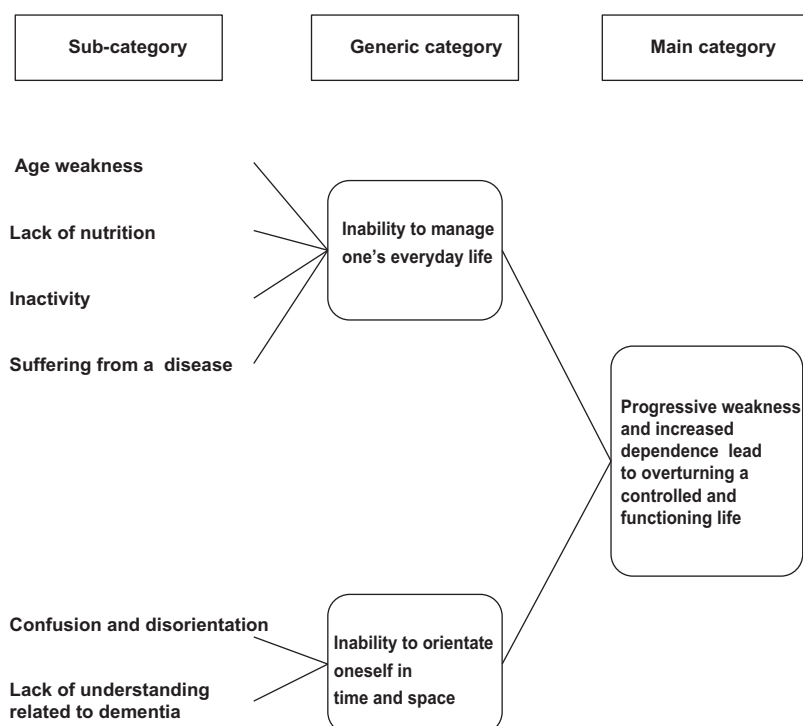 Sub-category
Generic category
Main category
Age weakness
Lack of nutrition
Inactivity
Suffering from a disease
Inability to manage
one's everyday life
Progressive weakness
and increased
dependence lead
to overturning a
controlled and
functioning life
Confusion and disorientation
Lack of understanding
related to dementia
Inability to orientate
oneself in
time and space